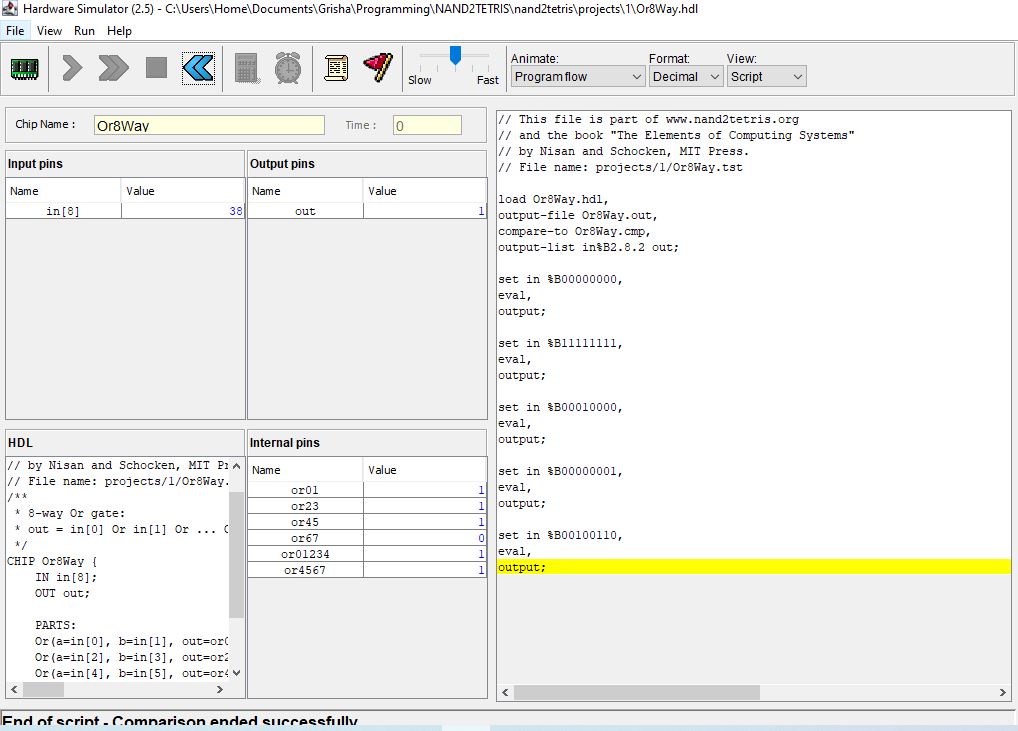 Hardware Simulator (2.5) - C:\Users\Home\Documents\Grisha\Programming\NAND2TETRIS\nand2tetris\projects\1\Or8Way.hdl
File View Run Help
Slow Fast
Animate: Format: View:
Program flow Decimal Script
Chip Name : Or8Way Time : 0
Input pins
Name Value
in[8] 38
Output pins
Name Value
out 1
HDL
// by Nisan and Schocken, MIT Pr
// File name: projects/1/Or8Way.
/**
* 8-way Or gate:
* out = in[0] Or in[1] Or ...
*/
CHIP Or8Way {
IN in[8];
OUT out;
PARTS:
Or(a=in[0], b=in[1], out=or0
Or(a=in[2], b=in[3], out=or2
Or(a=in[4], b=in[5], out=or4
Internal pins
Name Value
or01 1
or23 1
or45 1
or67 0
or01234 1
or4567 1
// This file is part of www.nand2tetris.org
// and the book "The Elements of Computing Systems"
// by Nisan and Schocken, MIT Press.
// File name: projects/1/Or8Way.tst
load Or8Way.hdl,
output-file Or8Way.out,
compare-to Or8Way.cmp,
output-list in%B2.8.2 out;
set in %B00000000,
eval,
output;
set in %B11111111,
eval,
output;
set in %B00010000,
eval,
output;
set in %B00000001,
eval,
output;
set in %B00100110,
eval,
output;
End of script - Comparison ended successfully